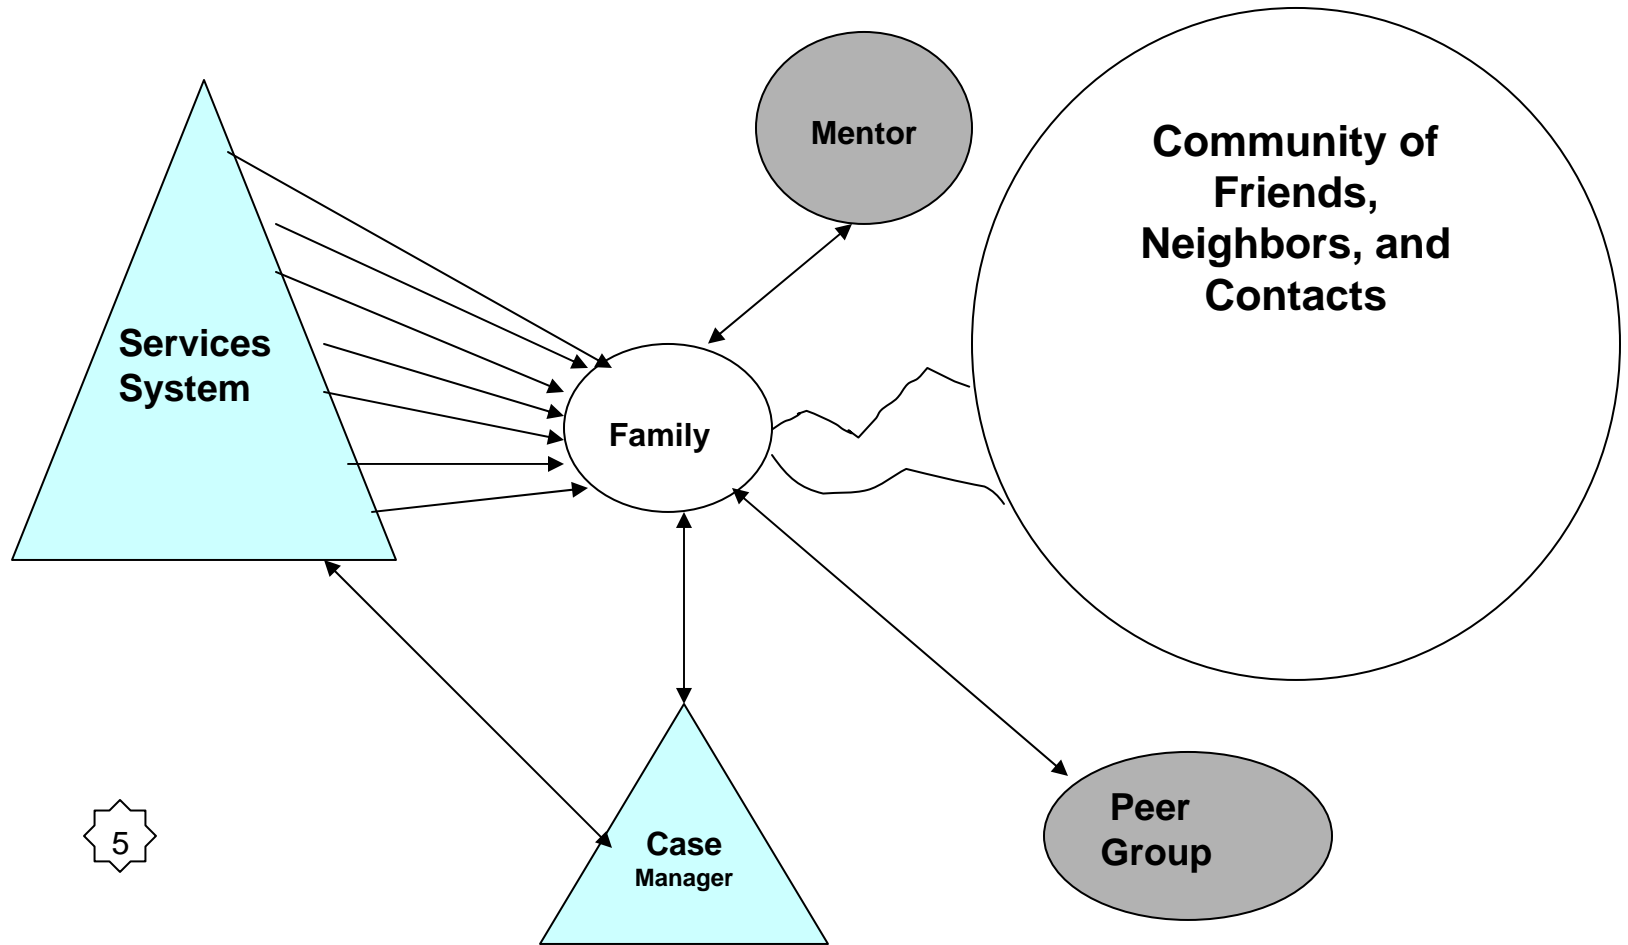 Mentor
Community of
Friends,
Neighbors, and
Contacts
Services
System
Family
Peer
Group
Case
Manager
5